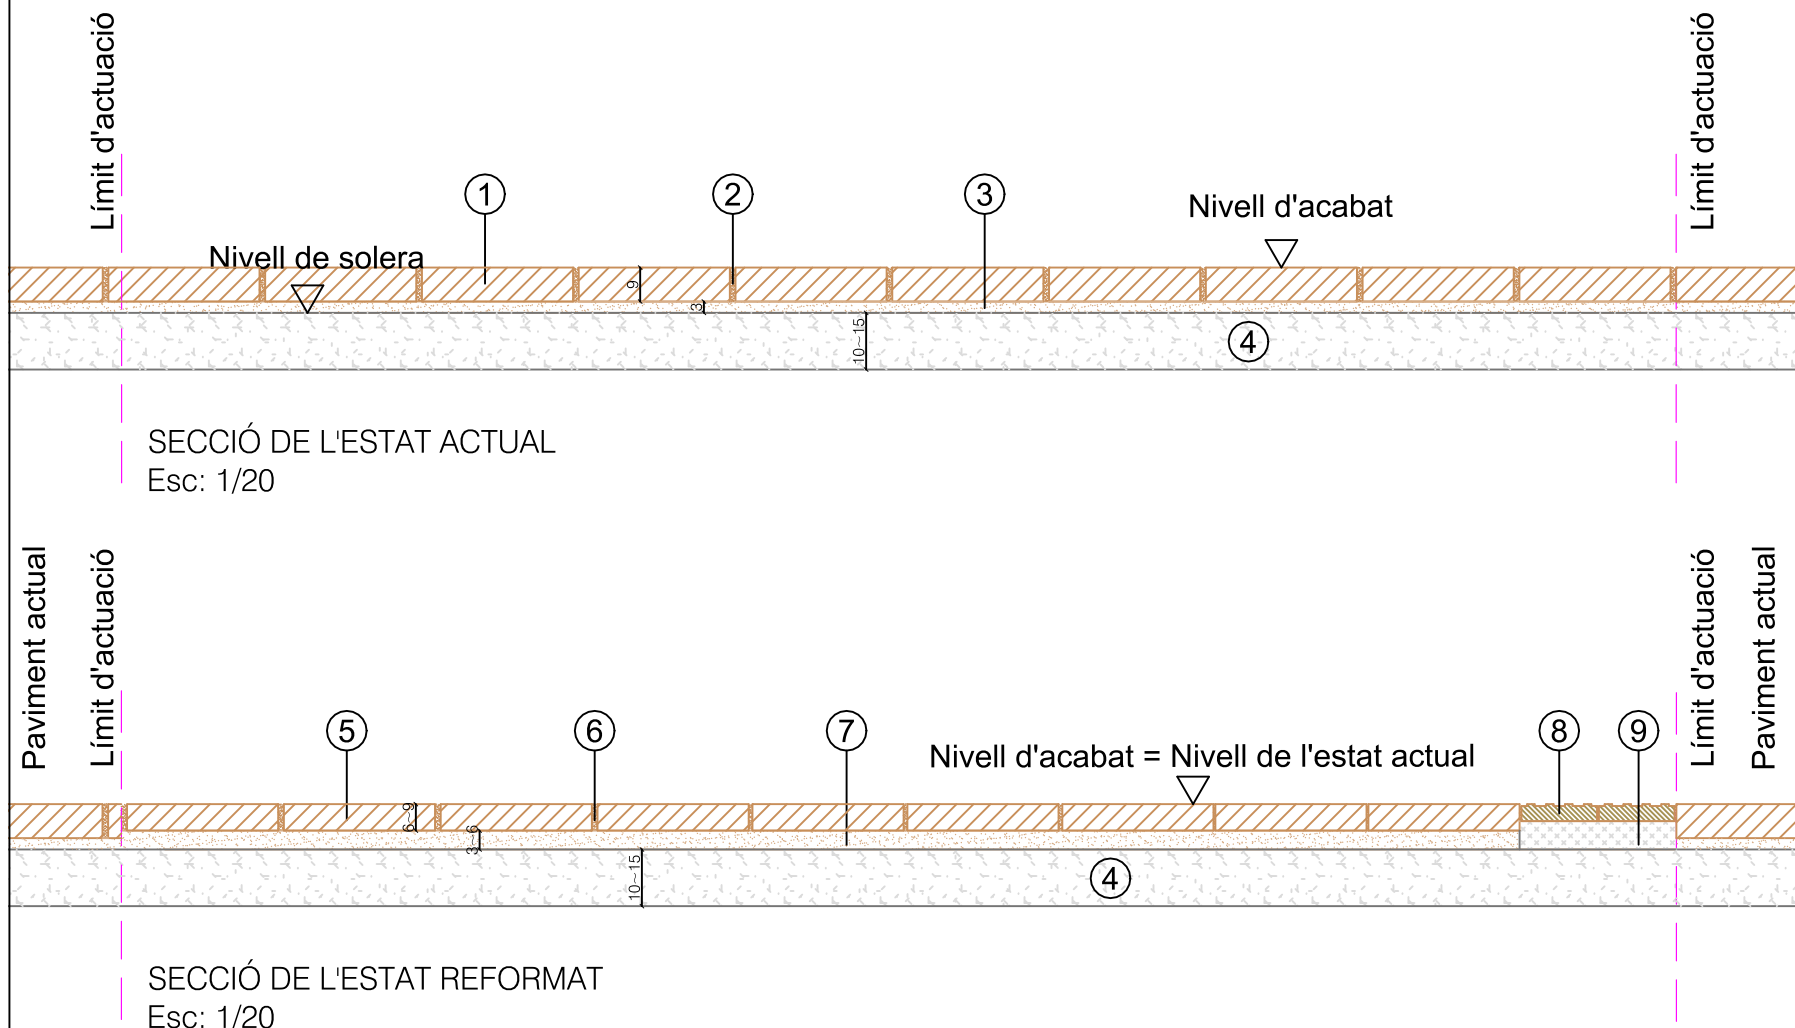 Límit d'actuació
Límit d'actuació
1
2
3
Nivell d'acabat
Nivell de solera
9
3
10~15
4
SECCIÓ DE L'ESTAT ACTUAL
Esc: 1/20
Paviment actual
Límit d'actuació
Límit d'actuació
Paviment actual
5
6
7
8
9
Nivell d'acabat = Nivell de l'estat actual
6~9
3~6
10~15
4
SECCIÓ DE L'ESTAT REFORMAT
Esc: 1/20